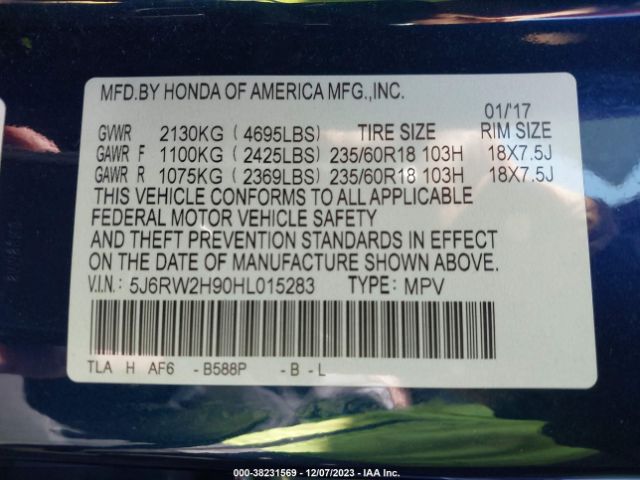 MFD.BY HONDA OF AMERICA MFG.,INC.
01/'17
GVWR 2130KG ( 4695LBS) TIRE SIZE RIM SIZE
GAWR F 1100KG ( 2425LBS) 235/60R18 103H 18X7.5J
GAWR R 1075KG ( 2369LBS) 235/60R18 103H 18X7.5J
THIS VEHICLE CONFORMS TO ALL APPLICABLE
FEDERAL MOTOR VEHICLE SAFETY
AND THEFT PREVENTION STANDARDS IN EFFECT
ON THE DATE OF MANUFACTURE SHOWN ABOVE.
V.I.N.: 5J6RW2H90HL015283 TYPE: MPV
TLA H AF6 -B588P -B -L
000-38231569 - 12/07/2023 - IAA Inc.